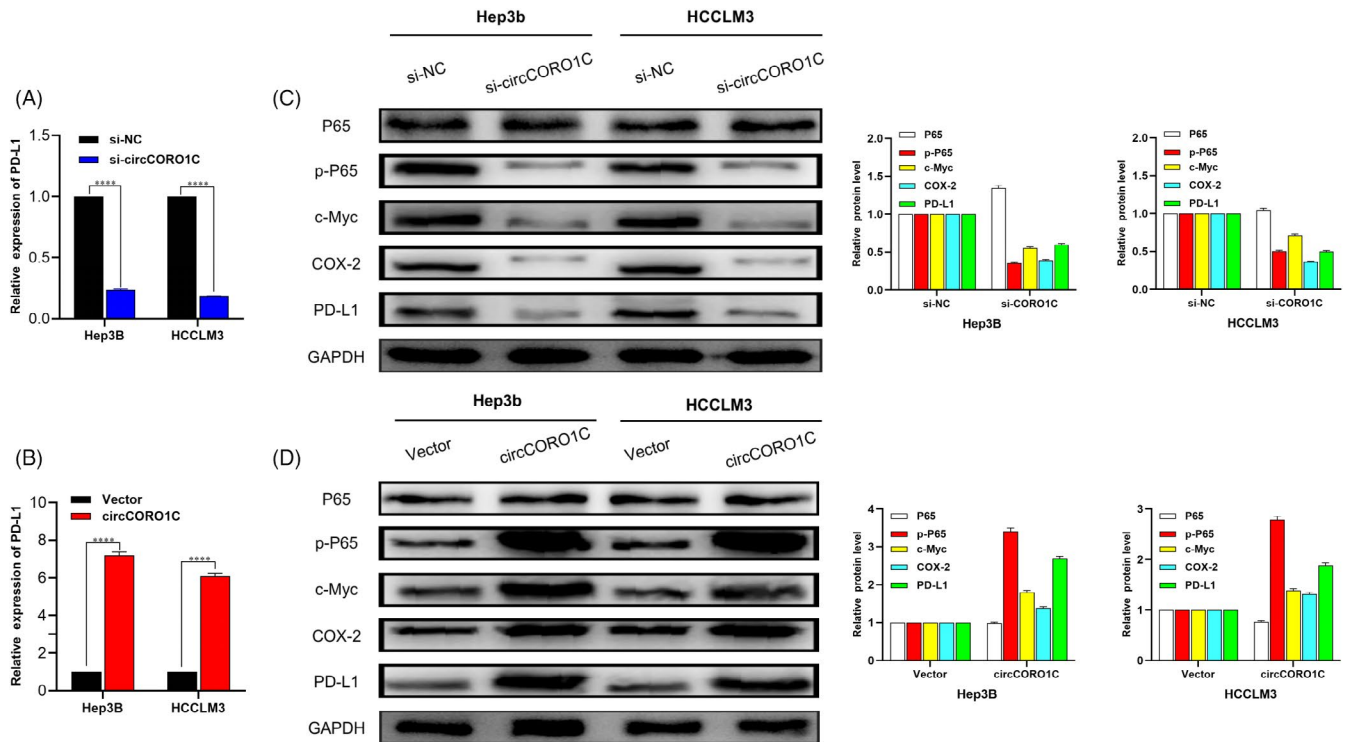 (A)
Relative expression of PD-L1
1.5
1.0
0.5
0.0
si-NC
si-circCORO1C
****
****
Hep3B
HCCLM3
(C)
Hep3b
HCCLM3
si-NC
si-circCORO1C
si-NC
si-circCORO1C
P65
p-P65
c-Myc
COX-2
PD-L1
GAPDH
Relative protein level
2.0
1.5
1.0
0.5
0.0
P65
p-P65
c-Myc
COX-2
PD-L1
si-NC
si-CORO1C
Hep3B
Relative protein level
2.0
1.5
1.0
0.5
0.0
P65
p-P65
c-Myc
COX-2
PD-L1
si-NC
si-CORO1C
HCCLM3
(B)
Relative expression of PD-L1
10
8
6
4
2
1
0
Vector
circCORO1C
****
****
Hep3B
HCCLM3
(D)
Hep3b
HCCLM3
Vector
circCORO1C
Vector
circCORO1C
P65
p-P65
c-Myc
COX-2
PD-L1
GAPDH
Relative protein level
4
3
2
1
0
P65
p-P65
c-Myc
COX-2
PD-L1
Vector
circCORO1C
Hep3B
Relative protein level
3
2
1
0
P65
p-P65
c-Myc
COX-2
PD-L1
Vector
circCORO1C
HCCLM3